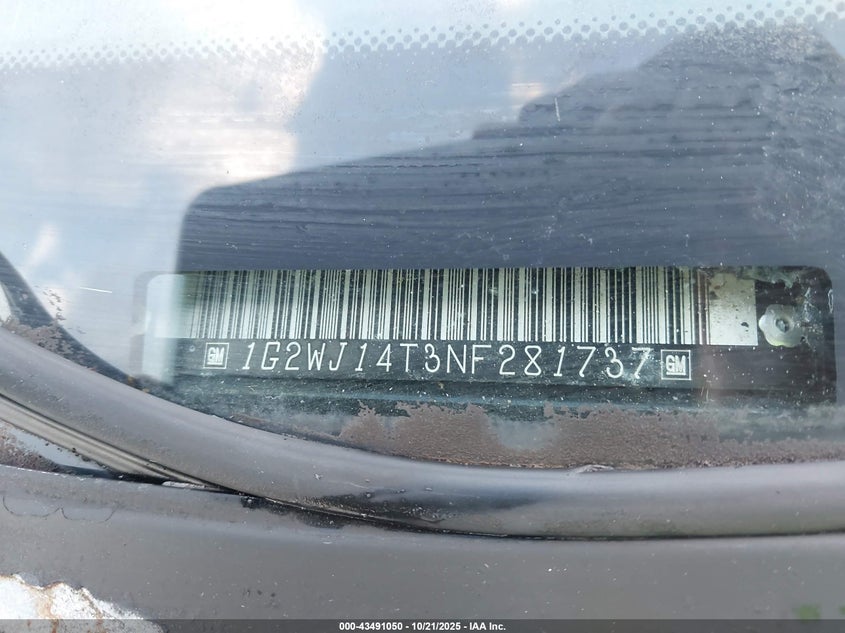 GM 1G2WJ14T3NF281737 GM
000-43491050 - 10/21/2025 - IAA Inc.